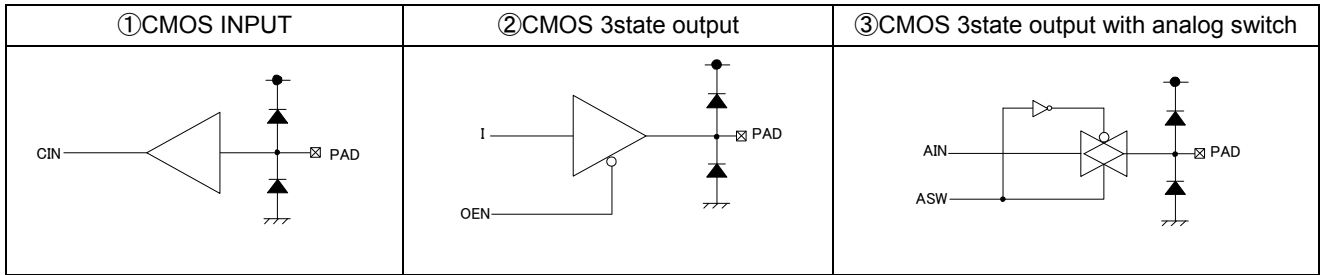 ①CMOS INPUT
②CMOS 3state output
③CMOS 3state output with analog switch
CIN
PAD
I
PAD
OEN
AIN
PAD
ASW